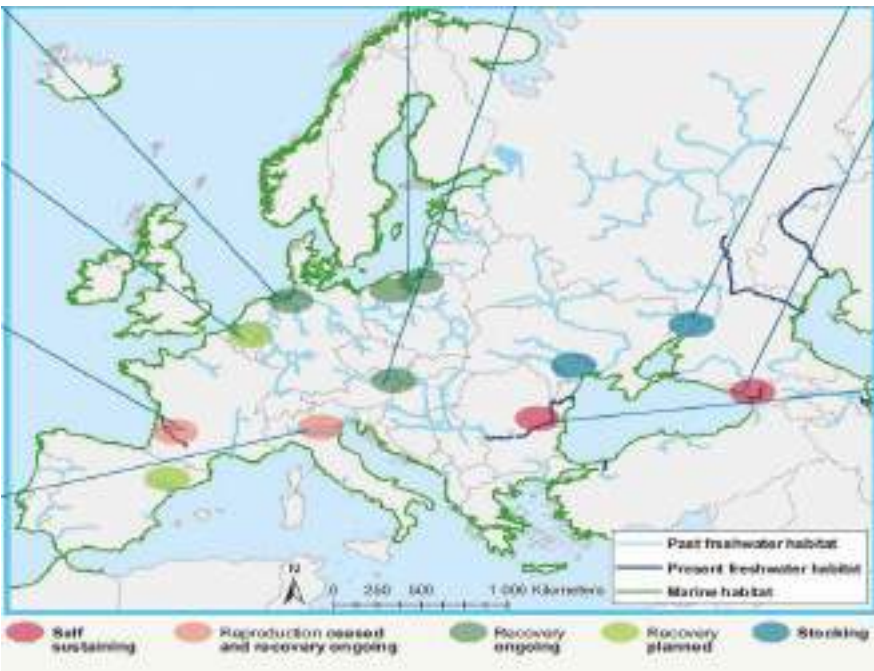 Past freshwater habitat
Present freshwater habitat
Marine habitat
N
0 250 500 1 000 Kilometers
Self
sustaining
Reproduction ceased
and recovery ongoing
Recovery
ongoing
Recovery
planned
Stocking